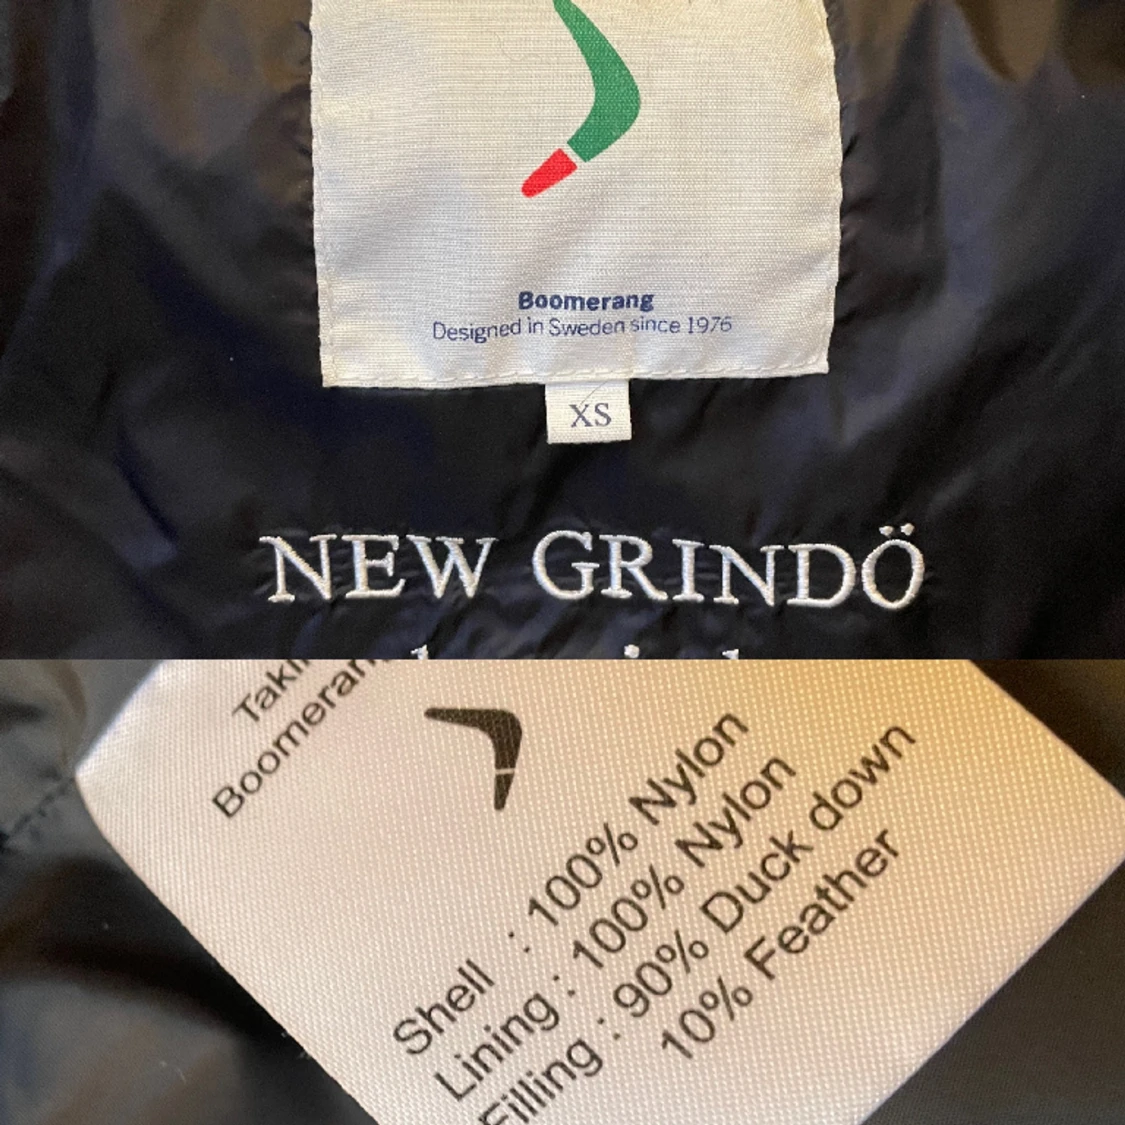 Boomerang
Designed in Sweden since 1976
XS
NEW GRINDÖ
Shell : 100% Nylon
Lining : 100% Nylon
Filling : 90% Duck down
10% Feather